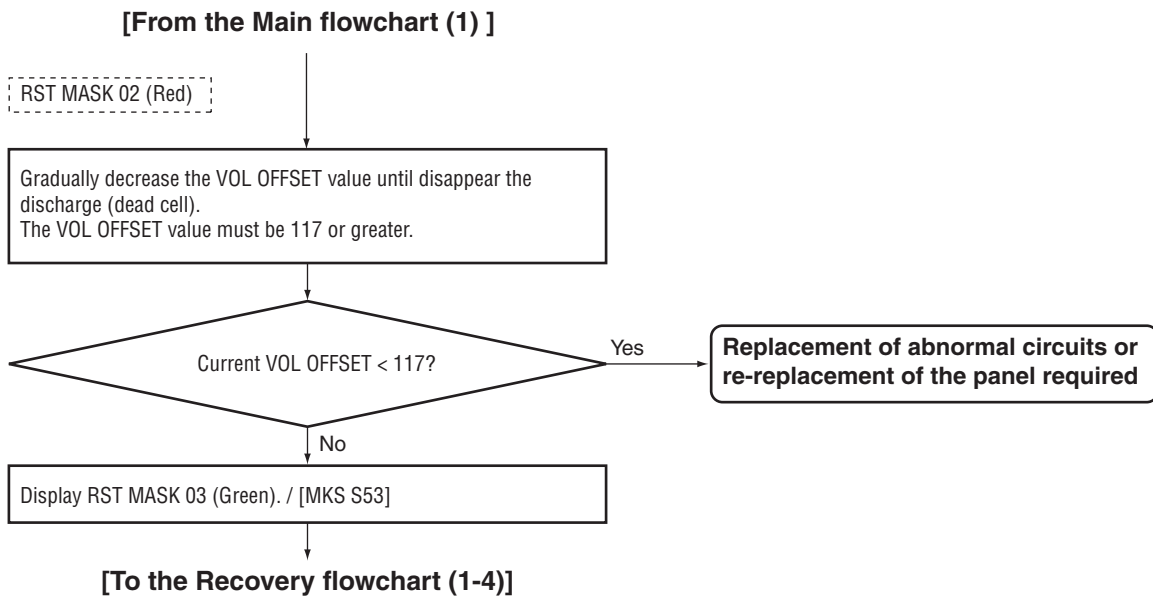 [From the Main flowchart (1) ]
RST MASK 02 (Red)
Gradually decrease the VOL OFFSET value until disappear the
discharge (dead cell).
The VOL OFFSET value must be 117 or greater.
Current VOL OFFSET < 117?
Yes
Replacement of abnormal circuits or
re-replacement of the panel required
No
Display RST MASK 03 (Green). / [MKS S53]
[To the Recovery flowchart (1-4)]